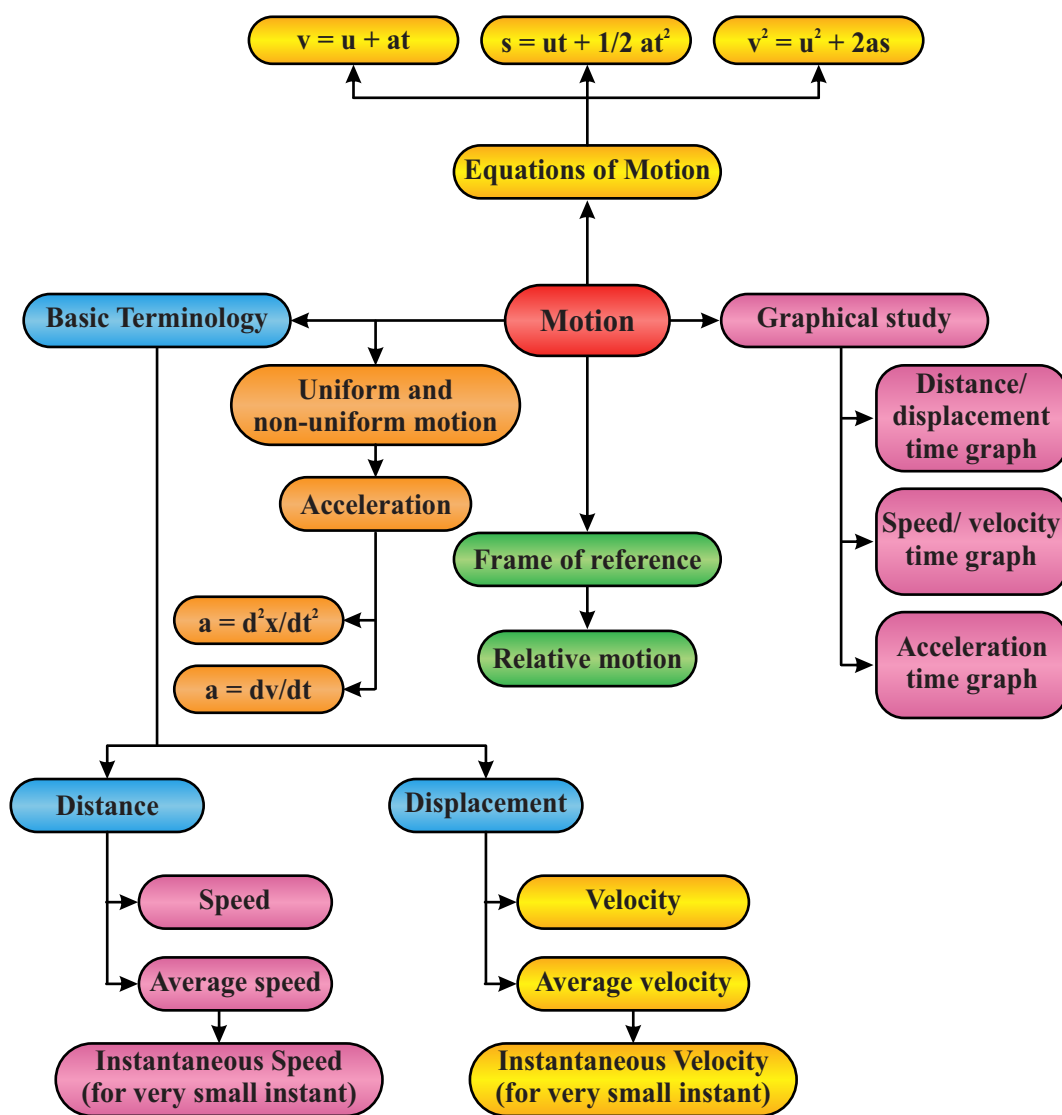 v = u + at
s = ut + 1/2 at²
v² = u² + 2as
Equations of Motion
Basic Terminology
Motion
Graphical study
Uniform and
non-uniform motion
Acceleration
a = d²x/dt²
a = dv/dt
Frame of reference
Relative motion
Distance/
displacement
time graph
Speed/ velocity
time graph
Acceleration
time graph
Distance
Displacement
Speed
Velocity
Average speed
Average velocity
Instantaneous Speed
(for very small instant)
Instantaneous Velocity
(for very small instant)